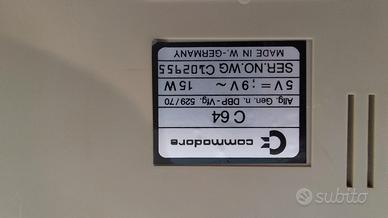 commodore
C 64
Allg. Gen. n. DBP - Vfg. 529 / 70
5V ⎓; 9V ~ 15 W
SER.NO.WG C102955
MADE IN W.-GERMANY
subito